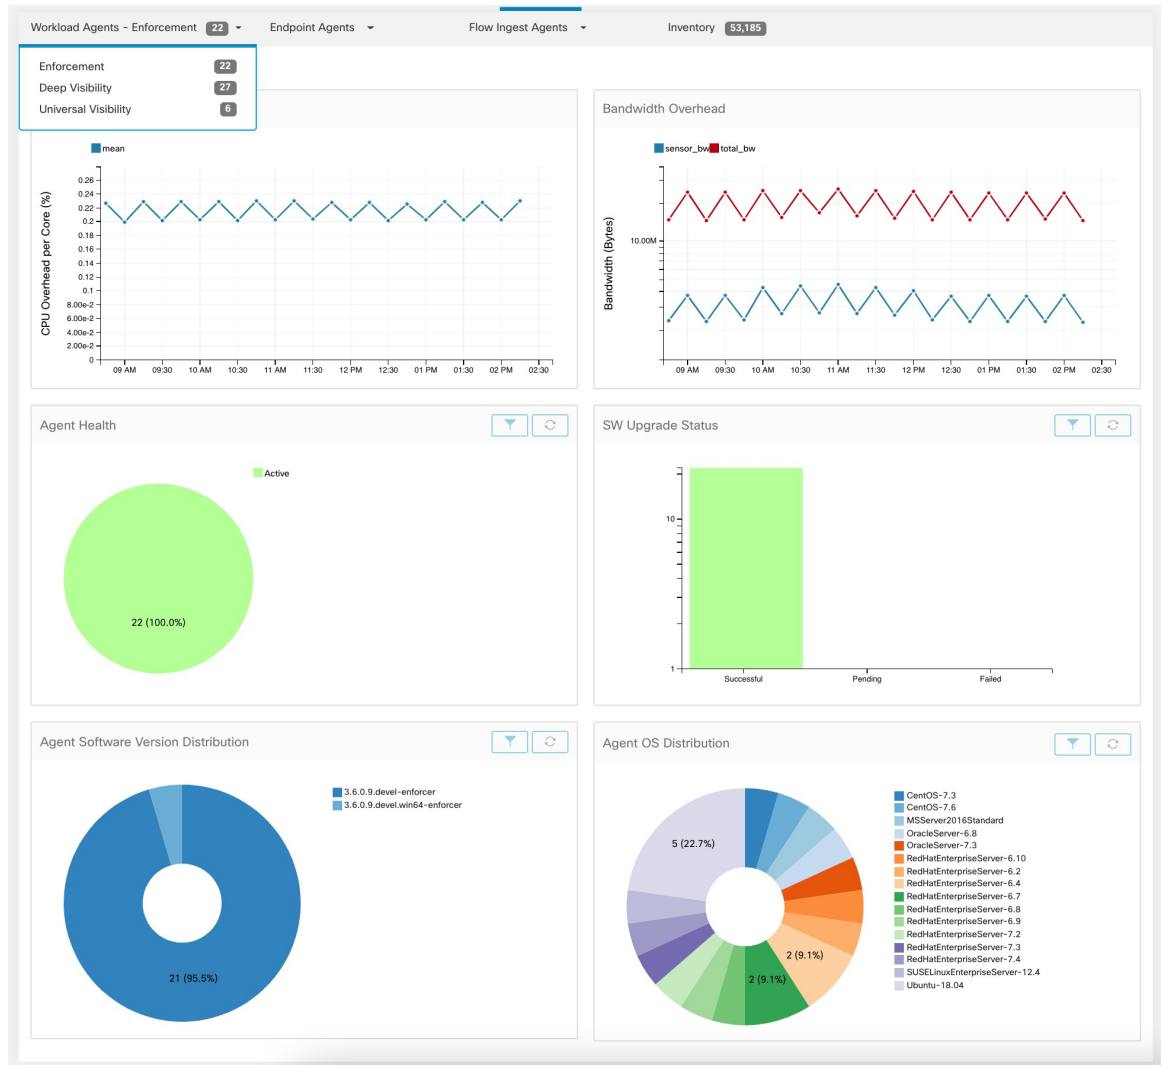 Workload Agents - Enforcement 22 Endpoint Agents Flow Ingest Agents Inventory 53,185
Enforcement 22
Deep Visibility 27
Universal Visibility 6
mean
CPU Overhead per Core (%)
0.26
0.24
0.22
0.2
0.18
0.16
0.14
0.12
0.1
8.00e-2
6.00e-2
4.00e-2
2.00e-2
0
09 AM 09:30 10 AM 10:30 11 AM 11:30 12 PM 12:30 01 PM 01:30 02 PM 02:30
Bandwidth Overhead
sensor_bw total_bw
Bandwidth (Bytes)
10.00M
09 AM 09:30 10 AM 10:30 11 AM 11:30 12 PM 12:30 01 PM 01:30 02 PM 02:30
Agent Health
Active
22 (100.0%)
SW Upgrade Status
10
1
Successful Pending Failed
Agent Software Version Distribution
3.6.0.9.devel-enforcer
3.6.0.9.devel.win64-enforcer
21 (95.5%)
Agent OS Distribution
5 (22.7%)
2 (9.1%)
2 (9.1%)
CentOS-7.3
CentOS-7.6
MSServer2016Standard
OracleServer-6.8
OracleServer-7.3
RedHatEnterpriseServer-6.10
RedHatEnterpriseServer-6.2
RedHatEnterpriseServer-6.4
RedHatEnterpriseServer-6.7
RedHatEnterpriseServer-6.8
RedHatEnterpriseServer-6.9
RedHatEnterpriseServer-7.2
RedHatEnterpriseServer-7.3
RedHatEnterpriseServer-7.4
SUSELinuxEnterpriseServer-12.4
Ubuntu-18.04